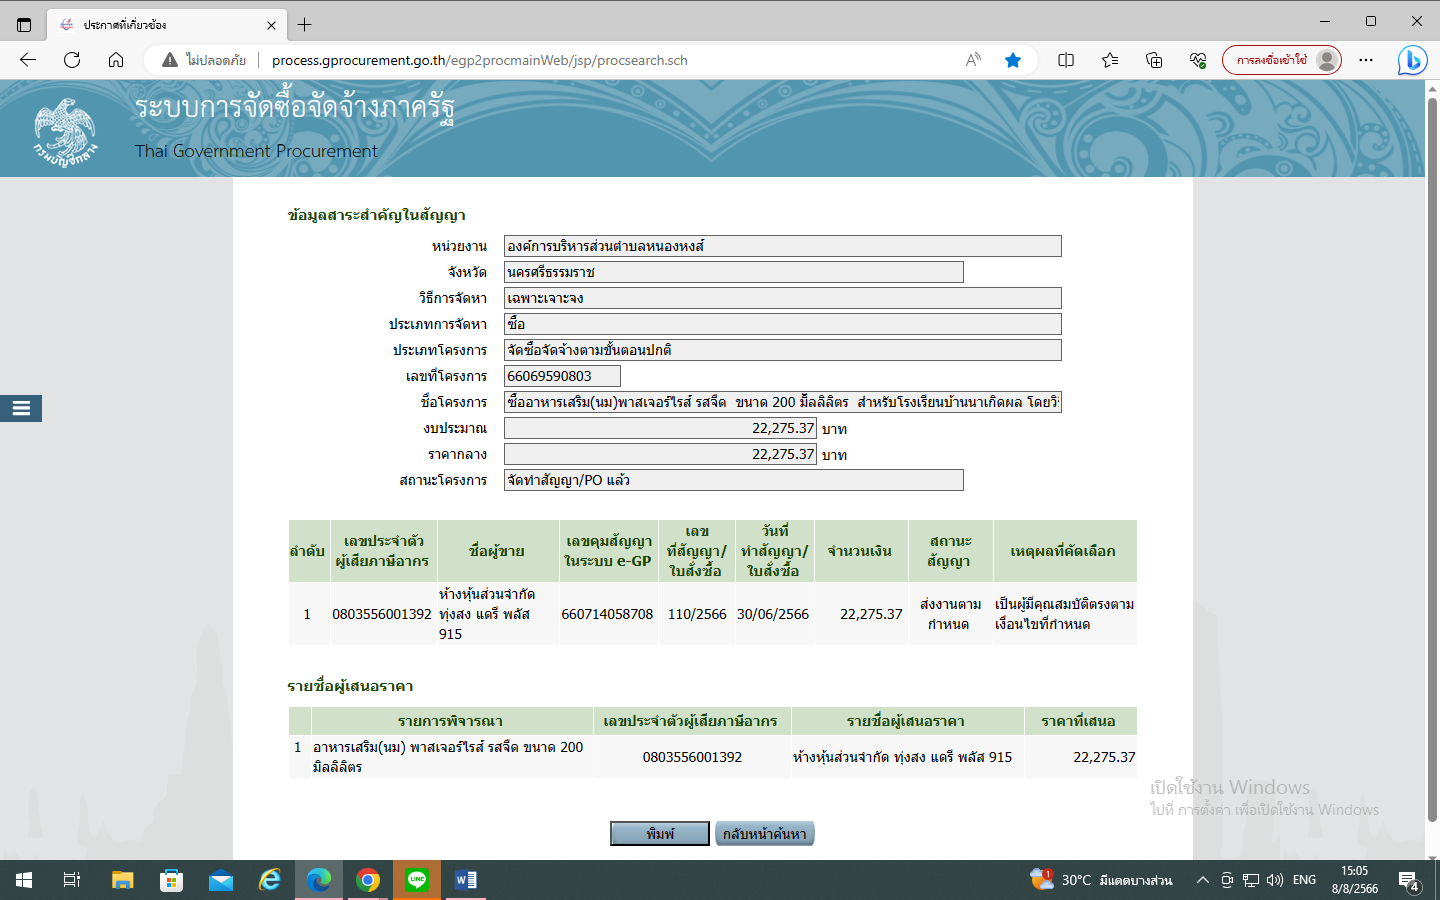 ประกาศที่เกี่ยวข้อง
ไม่ปลอดภัย
process.gprocurement.go.th/egp2procmainWeb/jsp/procsearch.sch
การลงชื่อเข้าใช้
กรมบัญชีกลาง
ระบบการจัดซื้อจัดจ้างภาครัฐ
Thai Government Procurement
ข้อมูลสาระสำคัญในสัญญา
หน่วยงาน องค์การบริหารส่วนตำบลหนองหงส์
จังหวัด นครศรีธรรมราช
วิธีการจัดหา เฉพาะเจาะจง
ประเภทการจัดหา ซื้อ
ประเภทโครงการ จัดซื้อจัดจ้างตามขั้นตอนปกติ
เลขที่โครงการ 66069590803
ชื่อโครงการ ซื้ออาหารเสริม(นม)พาสเจอร์ไรส์ รสจืด ขนาด 200 มิลลิลิตร สำหรับโรงเรียนบ้านนาเกิดผล โดยวิ
งบประมาณ 22,275.37 บาท
ราคากลาง 22,275.37 บาท
สถานะโครงการ จัดทำสัญญา/PO แล้ว
ลำดับ
เลขประจำตัว
ผู้เสียภาษีอากร
ชื่อผู้ขาย
เลขคุมสัญญา
ในระบบ e-GP
เลข
ที่สัญญา/
ใบสั่งซื้อ
วันที่
ทำสัญญา/
ใบสั่งซื้อ
จำนวนเงิน
สถานะ
สัญญา
เหตุผลที่คัดเลือก
1
0803556001392
ห้างหุ้นส่วนจำกัด
ทุ่งสง แดรี่ พลัส
915
660714058708
110/2566
30/06/2566
22,275.37
ส่งงานตาม
กำหนด
เป็นผู้มีคุณสมบัติตรงตาม
เงื่อนไขที่กำหนด
รายชื่อผู้เสนอราคา
รายการพิจารณา เลขประจำตัวผู้เสียภาษีอากร รายชื่อผู้เสนอราคา ราคาที่เสนอ
1 อาหารเสริม(นม) พาสเจอร์ไรส์ รสจืด ขนาด 200
มิลลิลิตร
0803556001392
ห้างหุ้นส่วนจำกัด ทุ่งสง แดรี่ พลัส 915
22,275.37
เปิดใช้งาน Windows
ไปที่ การตั้งค่า เพื่อเปิดใช้งาน Windows
พิมพ์ กลับหน้าค้นหา
LINE
1
30°C มีแดดบางส่วน
ENG
15:05
8/8/2566
4